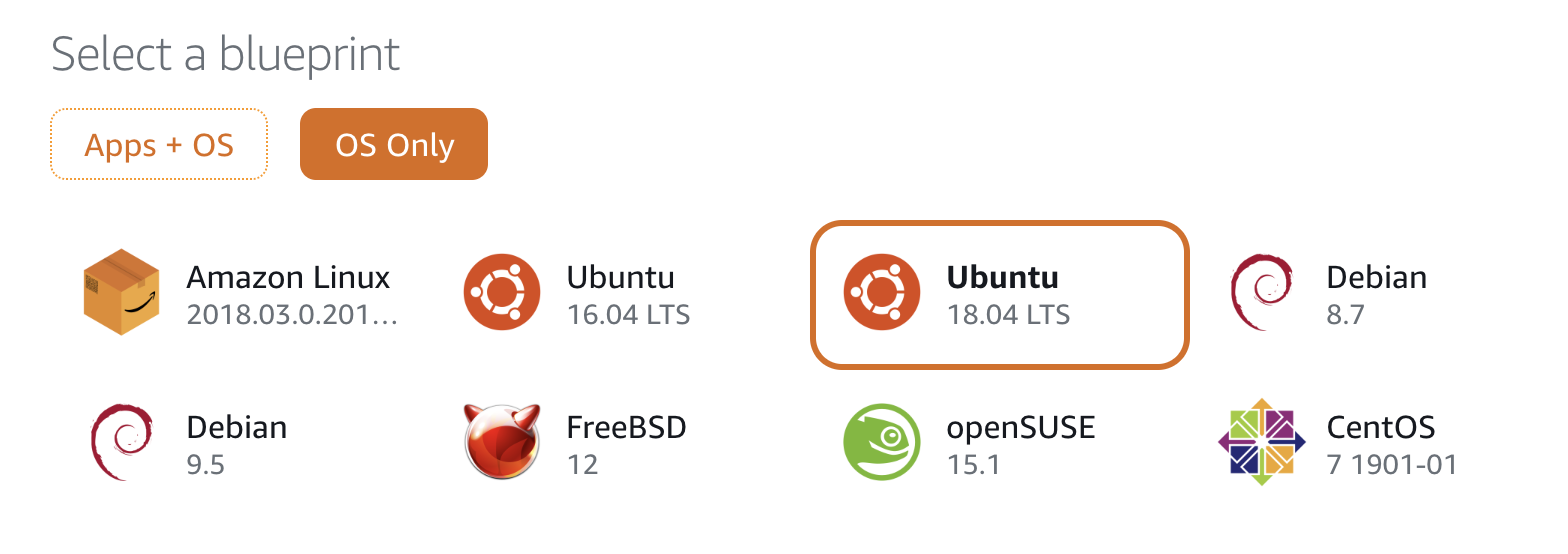 Select a blueprint
Apps + OS
OS Only
Amazon Linux
2018.03.0.201...
Ubuntu
16.04 LTS
Ubuntu
18.04 LTS
Debian
8.7
Debian
9.5
FreeBSD
12
openSUSE
15.1
CentOS
7 1901-01